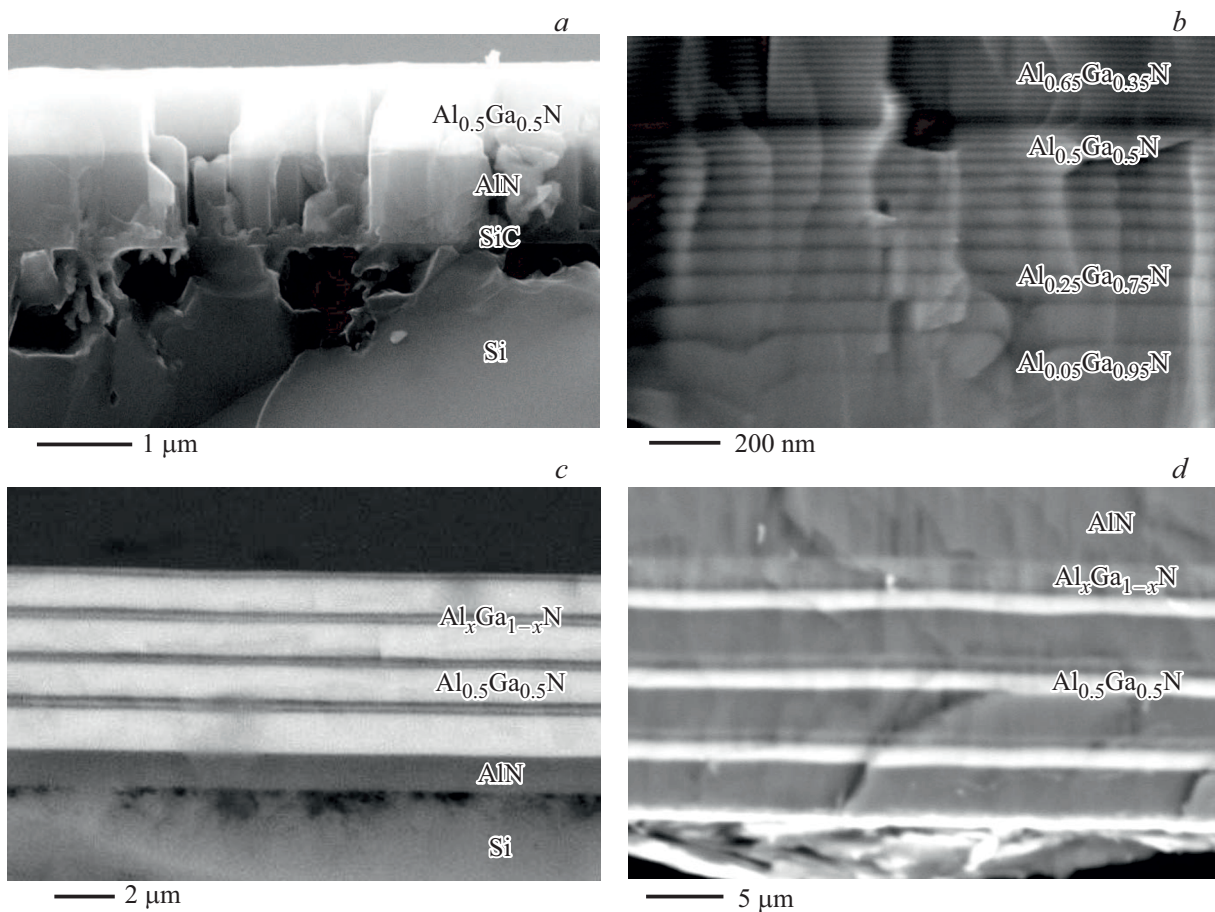 a
Al0.5Ga0.5N
AlN
SiC
Si
1 μm
b
Al0.65Ga0.35N
Al0.5Ga0.5N
Al0.25Ga0.75N
Al0.05Ga0.95N
200 nm
c
AlxGa1−xN
Al0.5Ga0.5N
AlN
Si
2 μm
d
AlN
AlxGa1−xN
Al0.5Ga0.5N
5 μm